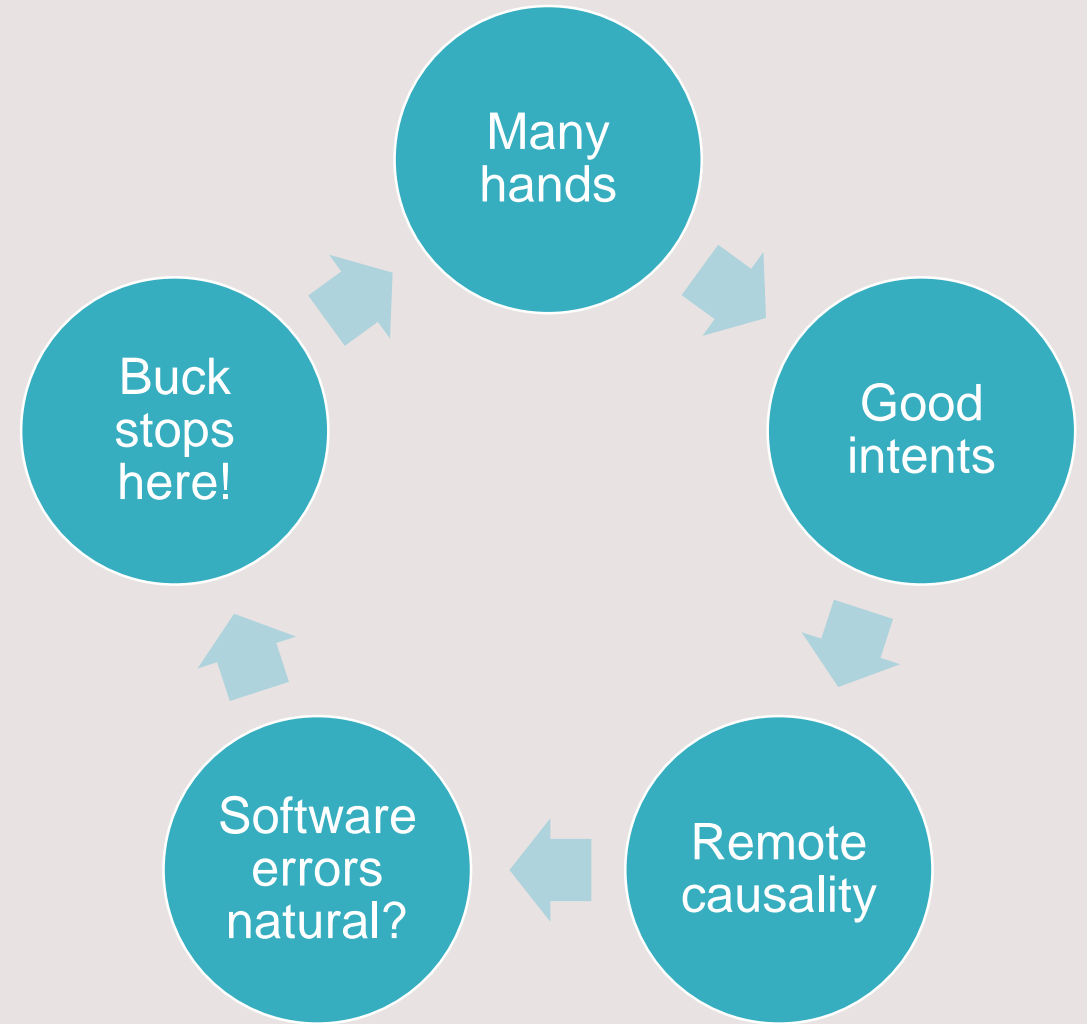 Many
hands
Good
intents
Remote
causality
Software
errors
natural?
Buck
stops
here!